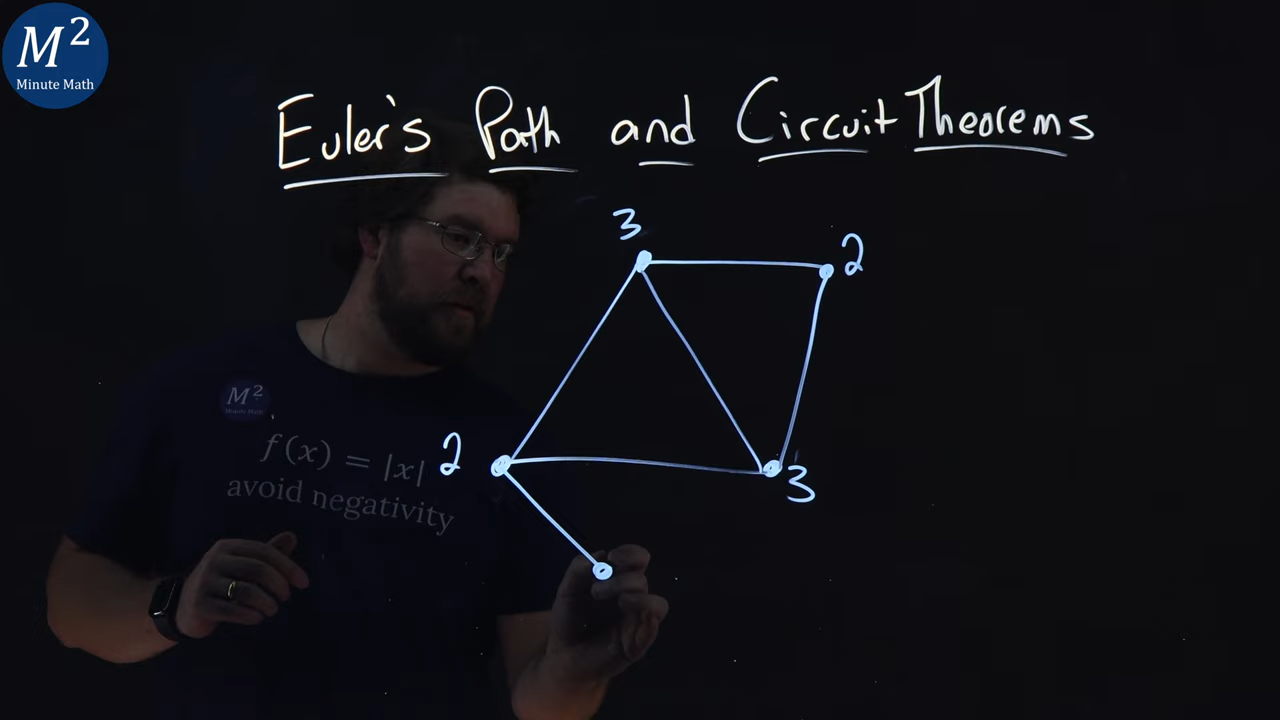 M²
Minute Math
Euler's Path and Circuit Theorems
3
2
M²
Minute Math
f(x) = |x|
avoid negativity
2
3